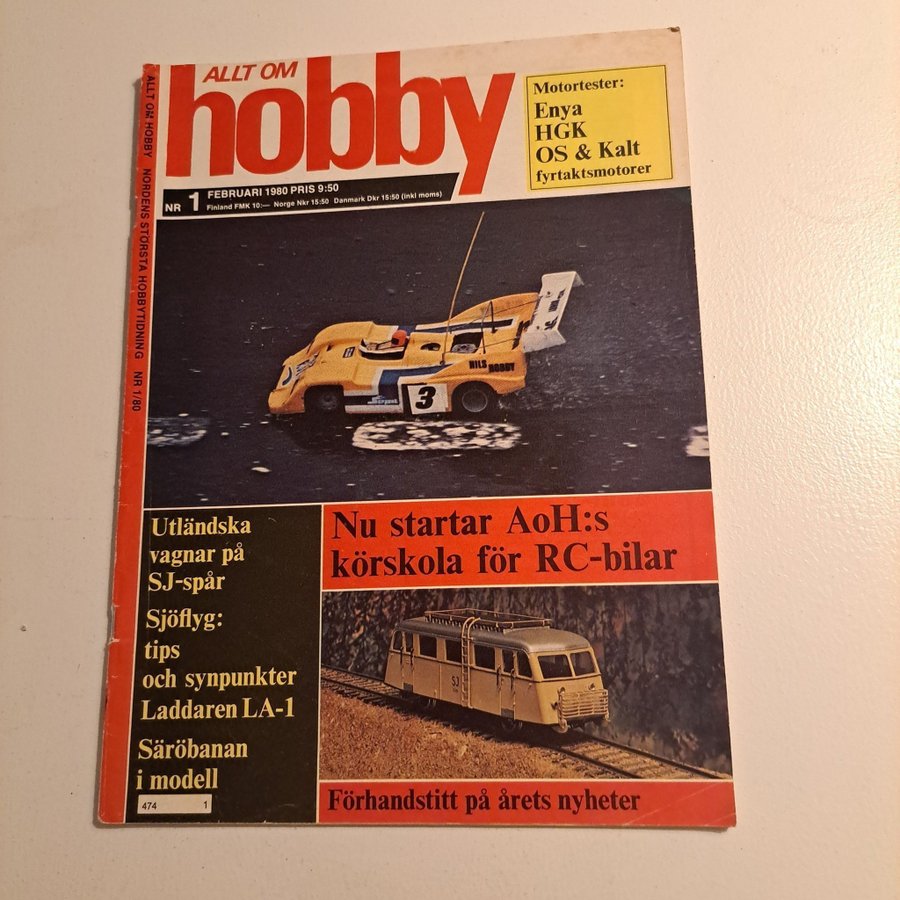 ALLT OM HOBBY NORDENS STÖRSTA HOBBYTIDNING NR 1/80
ALLT OM
hobby
NR 1 FEBRUARI 1980 PRIS 9:50
Finland FMK 10:— Norge Nkr 15:50 Danmark Dkr 15:50 (inkl moms)
Motortester:
Enya
HGK
OS & Kalt
fyrtaktsmotorer
NILS HOBBY
3
Nu startar AoH:s
körskola för RC-bilar
Utländska
vagnar på
SJ-spår
Sjöflyg:
tips
och synpunkter
Laddaren LA-1
Säröbanan
i modell
474 1
SJ
Förhandstitt på årets nyheter